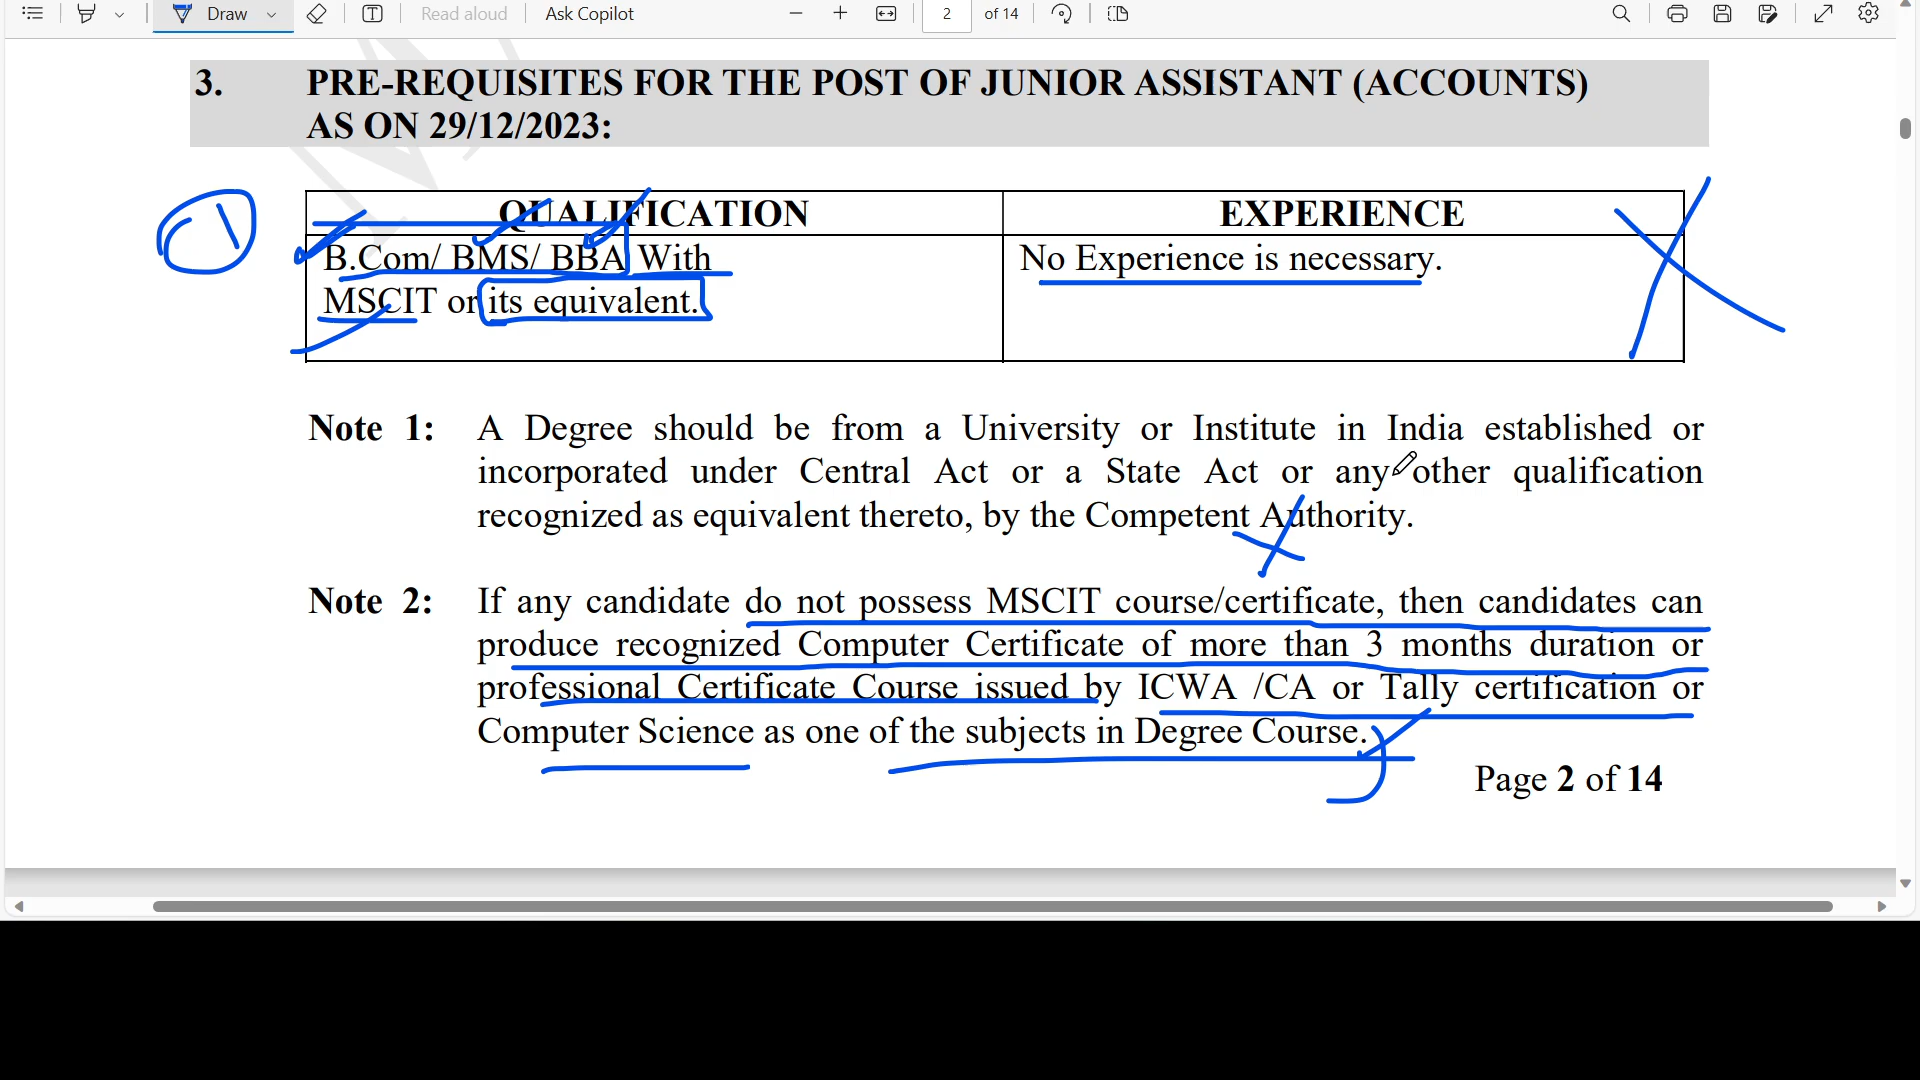 Draw
Read aloud
Ask Copilot
2
of 14
3. PRE-REQUISITES FOR THE POST OF JUNIOR ASSISTANT (ACCOUNTS)
AS ON 29/12/2023:
QUALIFICATION
EXPERIENCE
B.Com/ BMS/ BBA With
MSCIT or its equivalent.
No Experience is necessary.
Note 1: A Degree should be from a University or Institute in India established or
incorporated under Central Act or a State Act or any other qualification
recognized as equivalent thereto, by the Competent Authority.
Note 2: If any candidate do not possess MSCIT course/certificate, then candidates can
produce recognized Computer Certificate of more than 3 months duration or
professional Certificate Course issued by ICWA /CA or Tally certification or
Computer Science as one of the subjects in Degree Course.
Page 2 of 14